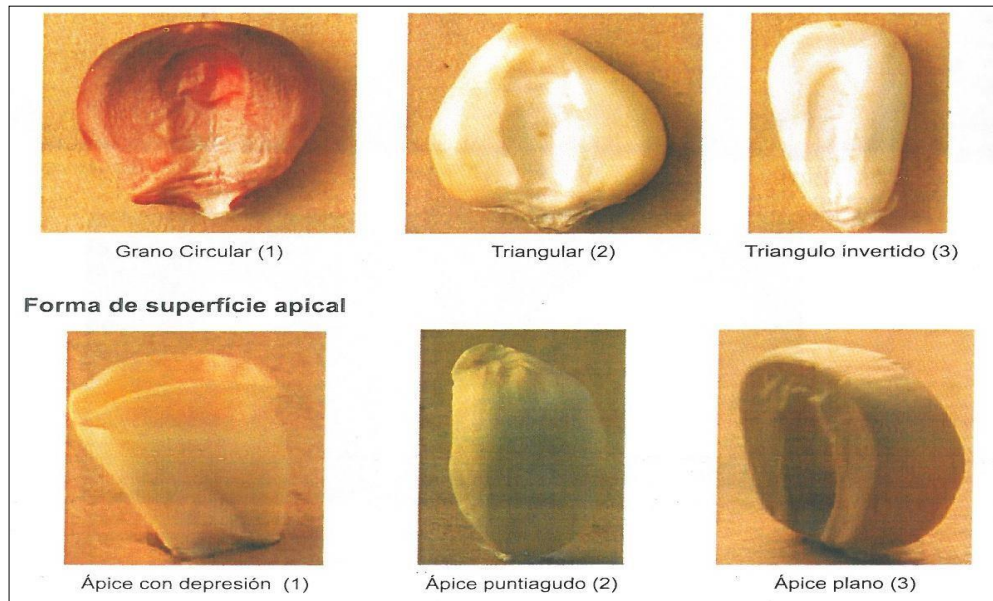 Grano Circular (1)
Triangular (2)
Triangulo invertido (3)
Forma de superfície apical
Ápice con depresión (1)
Ápice puntiagudo (2)
Ápice plano (3)